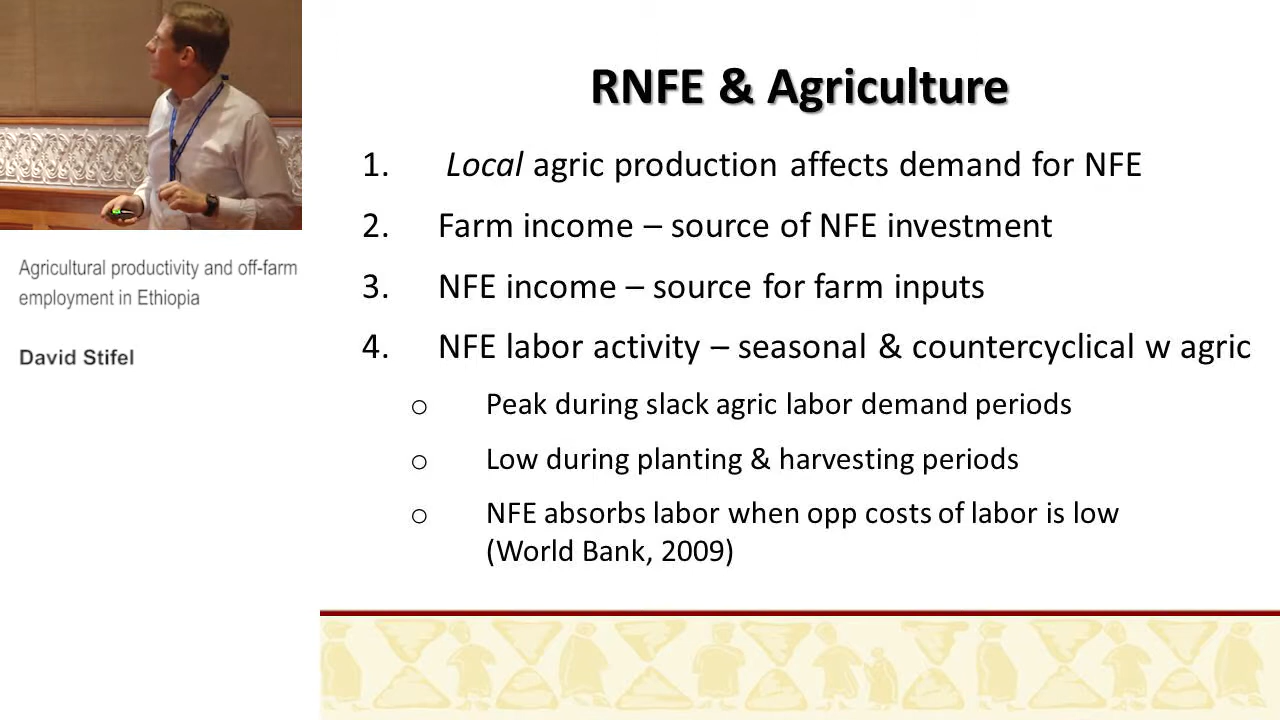 RNFE & Agriculture
1. Local agric production affects demand for NFE
2. Farm income – source of NFE investment
3. NFE income – source for farm inputs
4. NFE labor activity – seasonal & countercyclical w agric
o Peak during slack agric labor demand periods
o Low during planting & harvesting periods
o NFE absorbs labor when opp costs of labor is low
(World Bank, 2009)
Agricultural productivity and off-farm
employment in Ethiopia
David Stifel